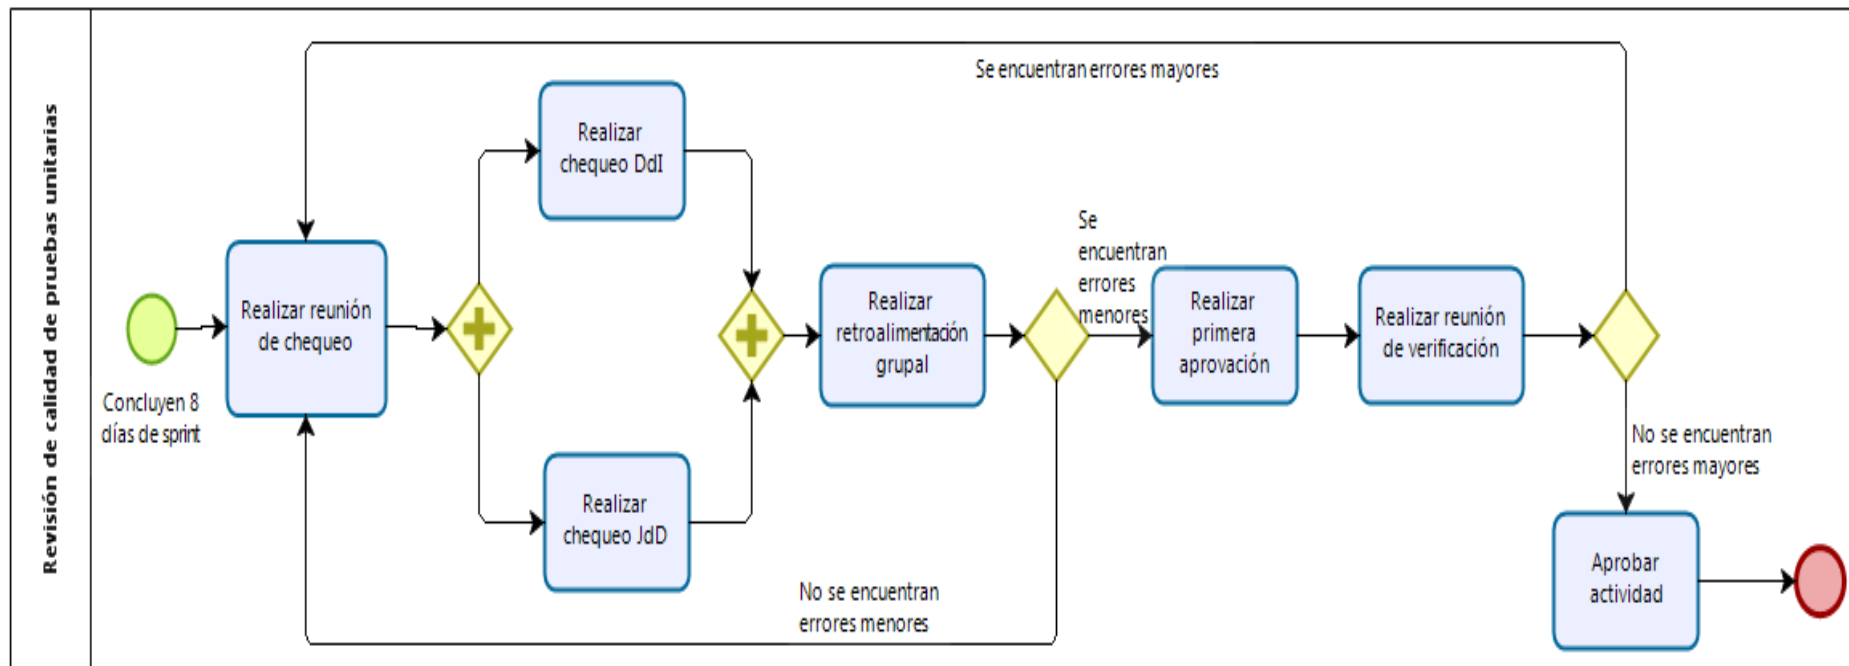 Revisión de calidad de pruebas unitarias
Se encuentran errores mayores
Realizar
chequeo DdI
Se
encuentran
errores
menores
Realizar reunión
de chequeo
Realizar
retroalimentación
grupal
Realizar
primera
aprovación
Realizar reunión
de verificación
Concluyen 8
días de sprint
No se encuentran
errores mayores
Realizar
chequeo JdD
Aprobar
actividad
No se encuentran
errores menores